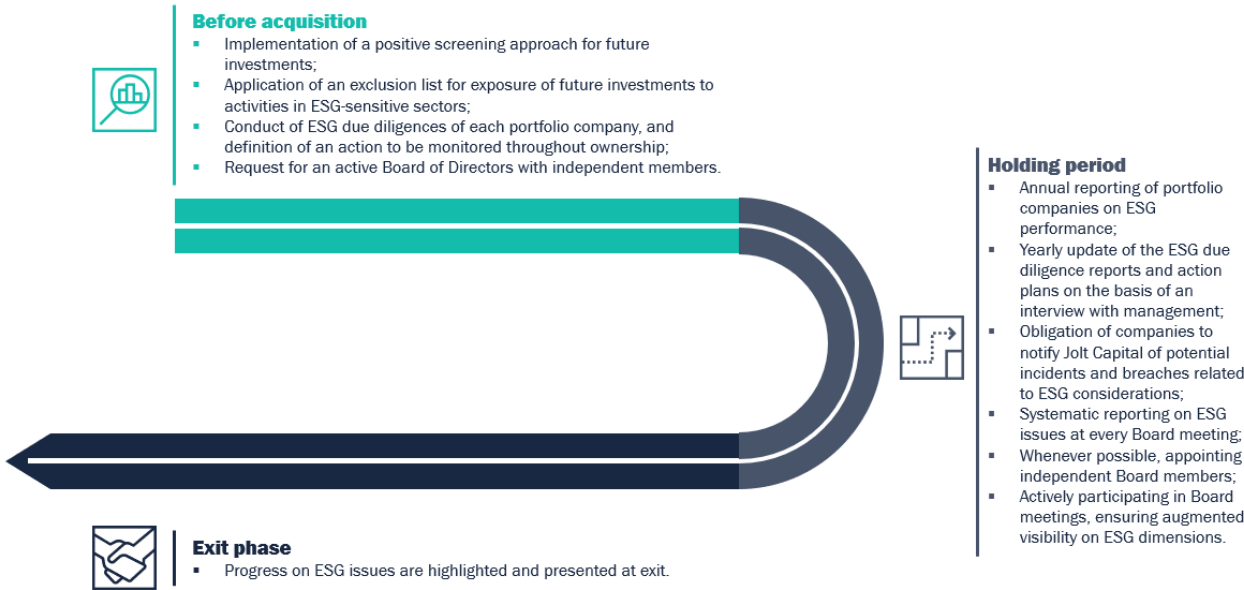 Before acquisition
▪ Implementation of a positive screening approach for future
investments;
▪ Application of an exclusion list for exposure of future investments to
activities in ESG-sensitive sectors;
▪ Conduct of ESG due diligences of each portfolio company, and
definition of an action to be monitored throughout ownership;
▪ Request for an active Board of Directors with independent members.
Holding period
▪ Annual reporting of portfolio
companies on ESG
performance;
▪ Yearly update of the ESG due
diligence reports and action
plans on the basis of an
interview with management;
▪ Obligation of companies to
notify Jolt Capital of potential
incidents and breaches related
to ESG considerations;
▪ Systematic reporting on ESG
issues at every Board meeting;
▪ Whenever possible, appointing
independent Board members;
▪ Actively participating in Board
meetings, ensuring augmented
visibility on ESG dimensions.
Exit phase
▪ Progress on ESG issues are highlighted and presented at exit.